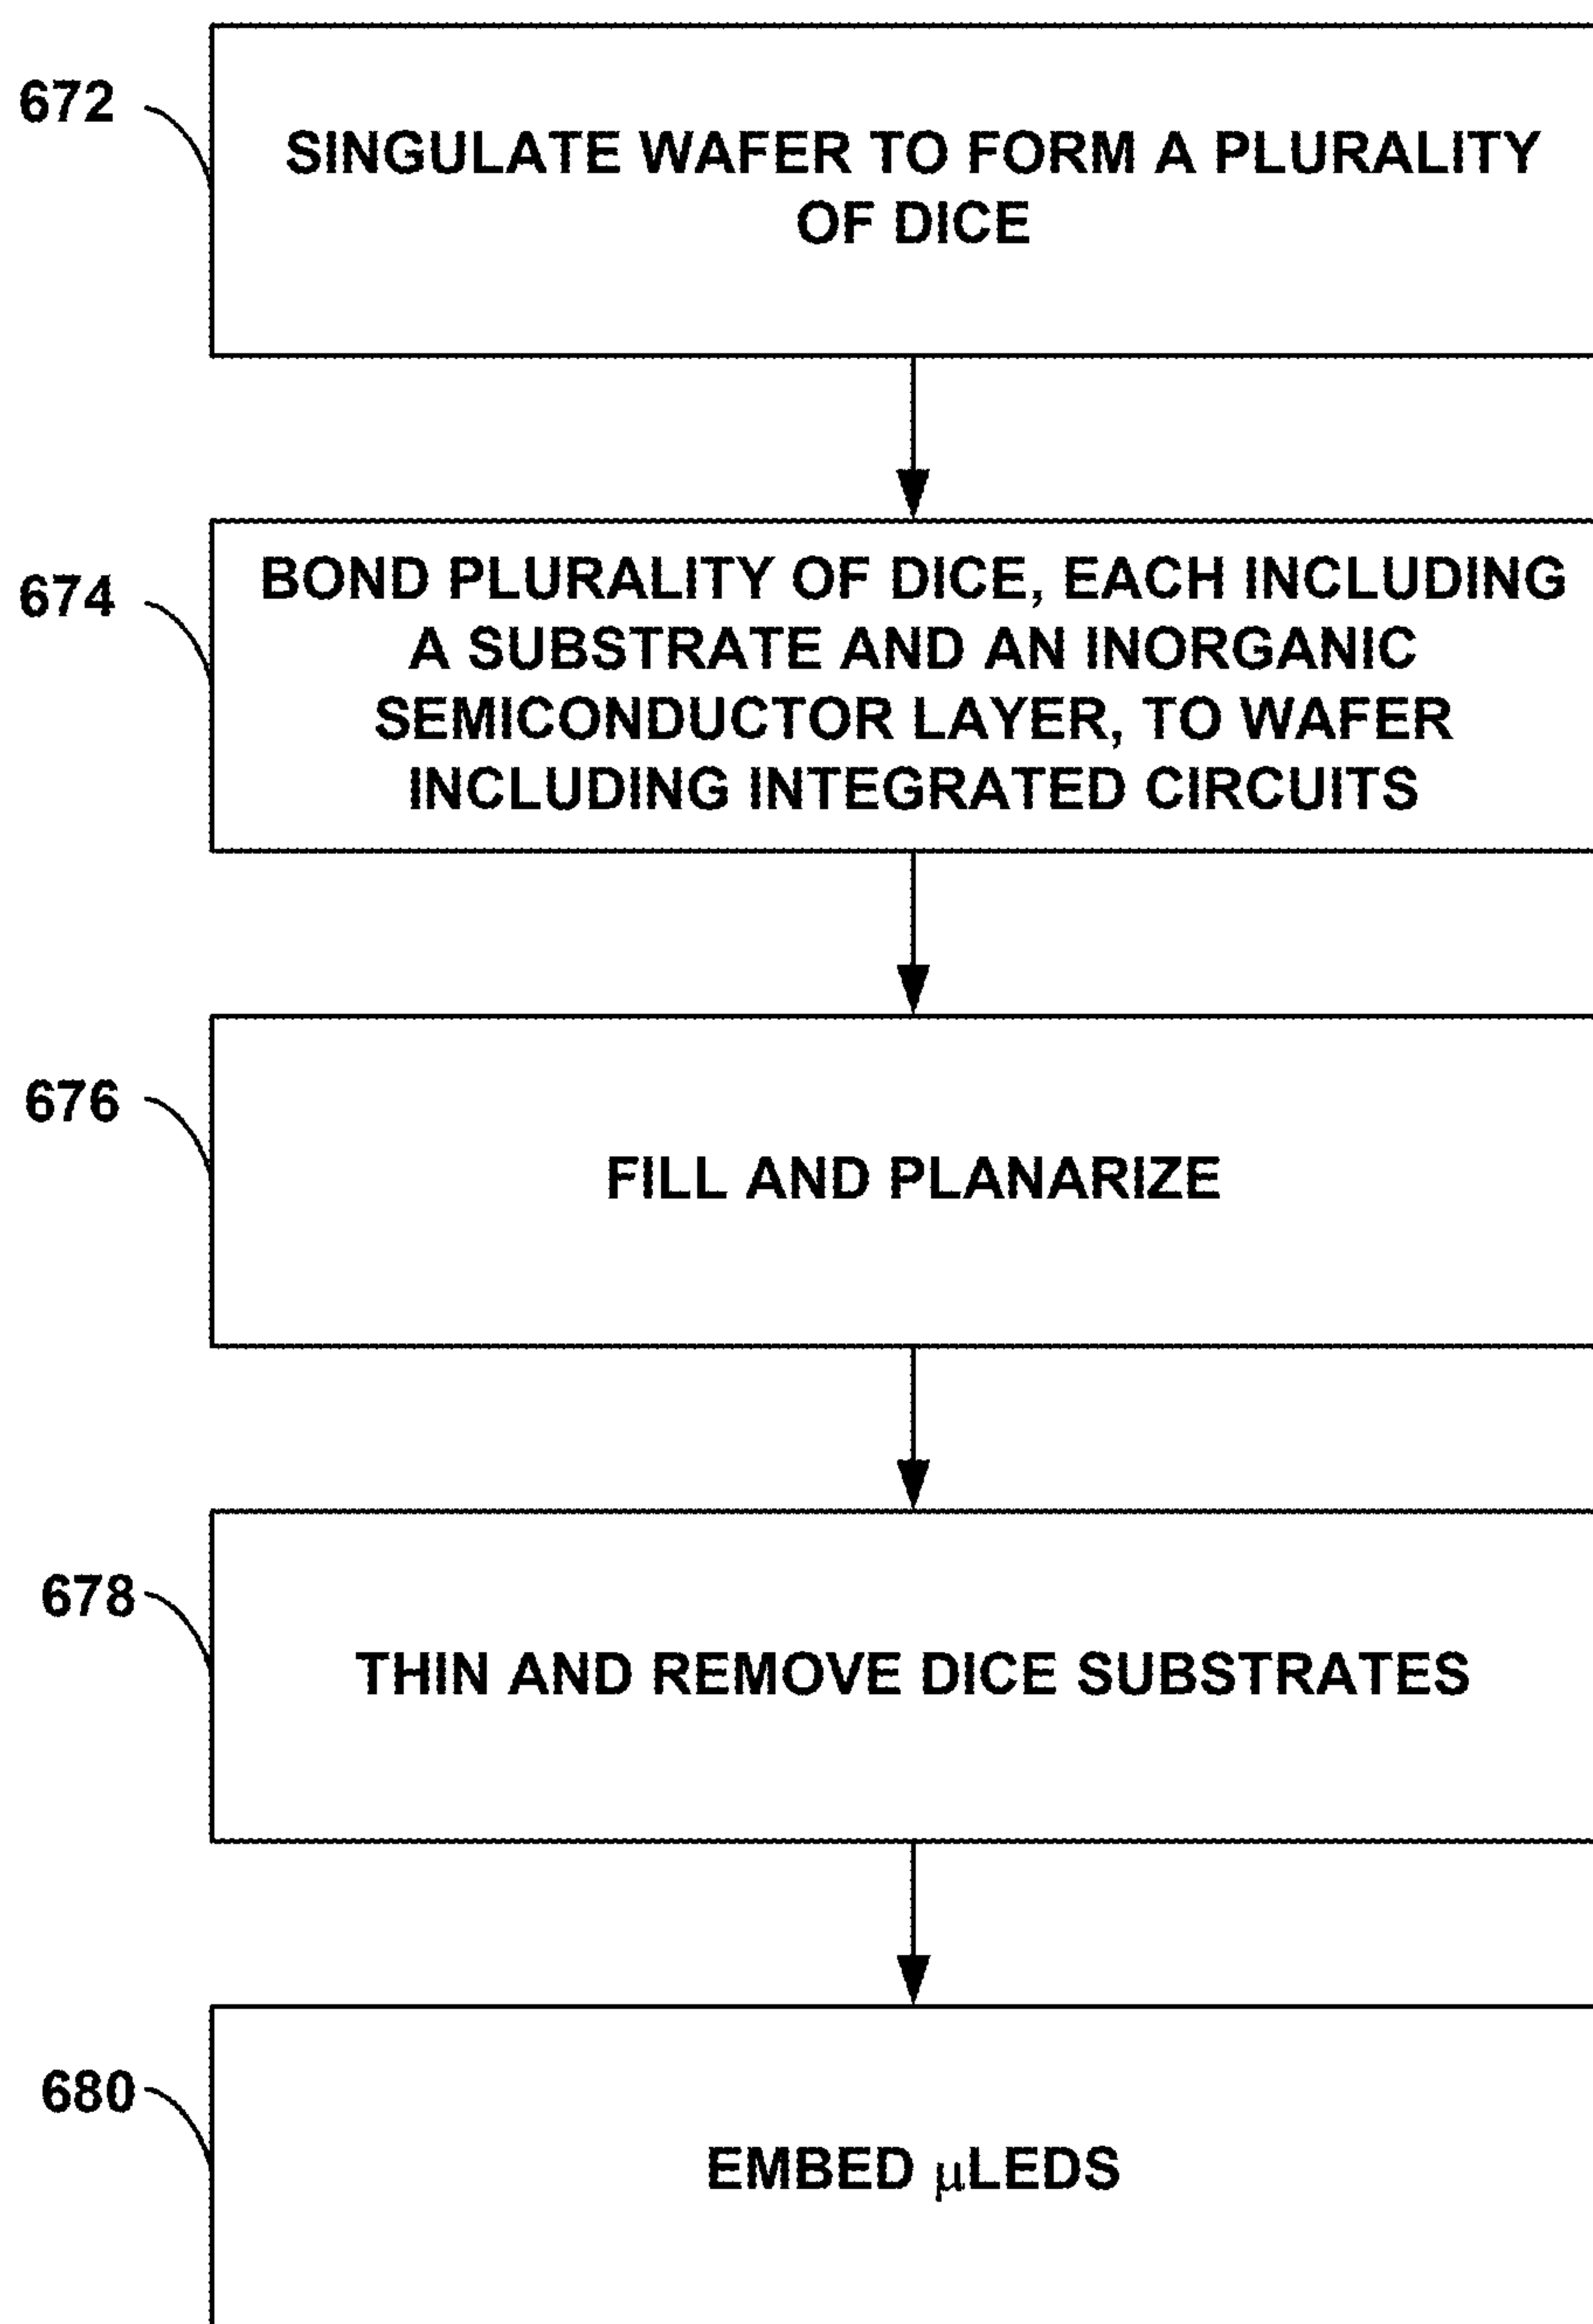 672
SINGULATE WAFER TO FORM A PLURALITY
OF DICE
674
BOND PLURALITY OF DICE, EACH INCLUDING
A SUBSTRATE AND AN INORGANIC
SEMICONDUCTOR LAYER, TO WAFER
INCLUDING INTEGRATED CIRCUITS
676
FILL AND PLANARIZE
678
THIN AND REMOVE DICE SUBSTRATES
680
EMBED μLEDS